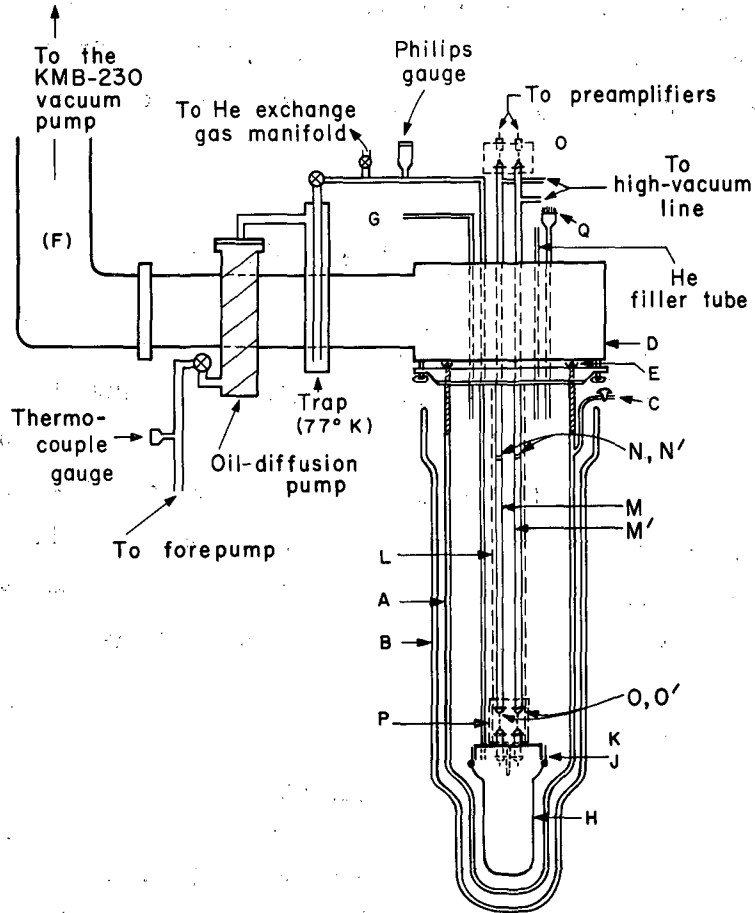 To the
KMB-230
vacuum
pump
Philips
gauge
To He exchange
gas manifold
To preamplifiers
O
To
high-vacuum
line
G
Q
(F)
He
filler tube
D
E
C
Trap
(77° K)
Thermo-
couple
gauge
Oil-diffusion
pump
To forepump
N, N'
M
M'
L
A
B
P
O, O'
K
J
H